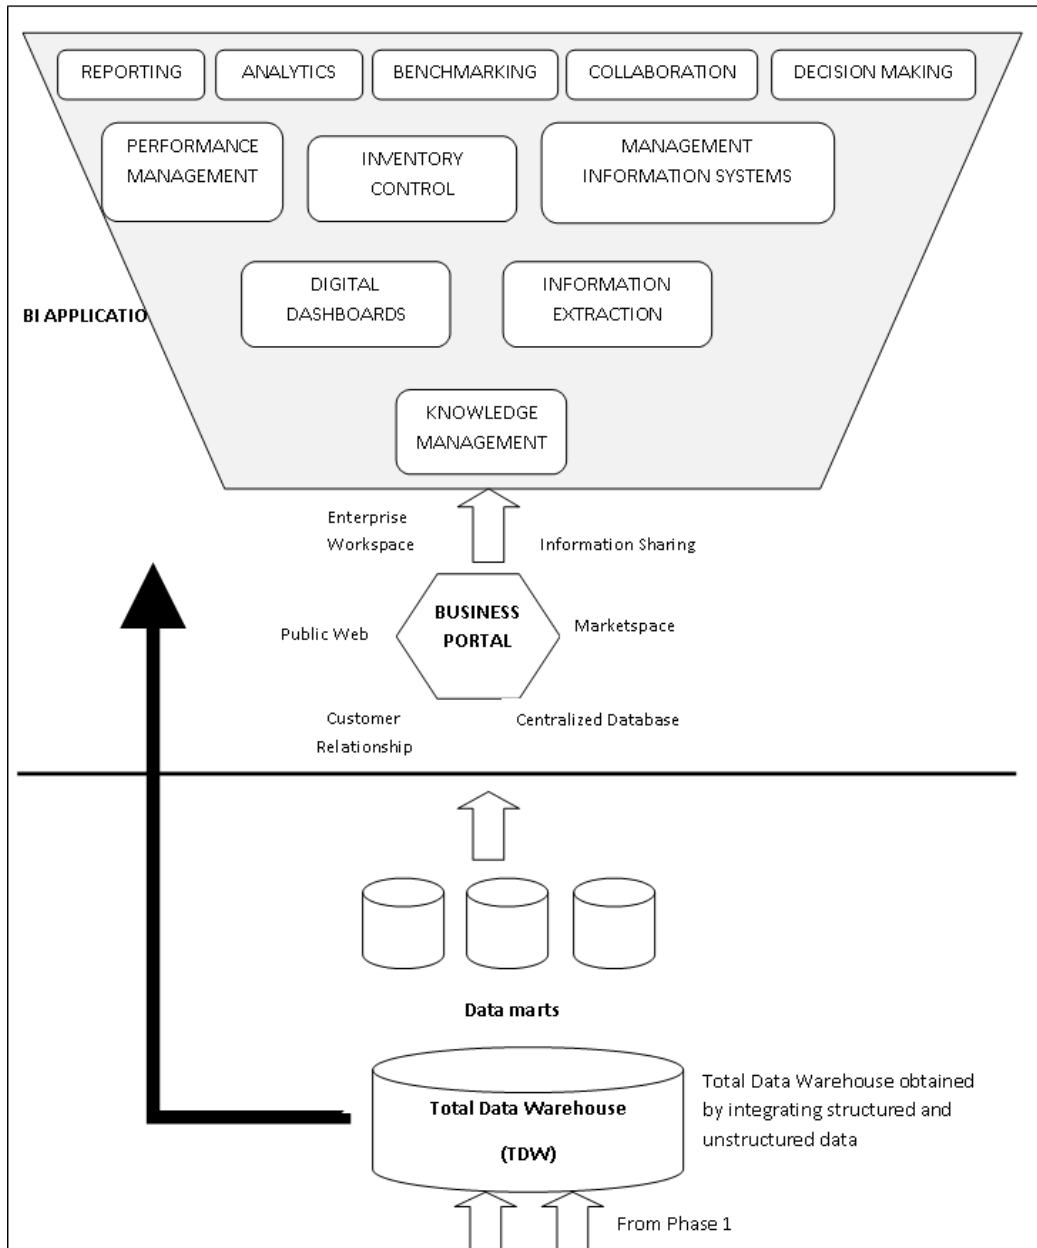 REPORTING
ANALYTICS
BENCHMARKING
COLLABORATION
DECISION MAKING
PERFORMANCE
MANAGEMENT
INVENTORY
CONTROL
MANAGEMENT
INFORMATION SYSTEMS
DIGITAL
DASHBOARDS
INFORMATION
EXTRACTION
BI APPLICATIO
KNOWLEDGE
MANAGEMENT
Enterprise
Workspace
Information Sharing
BUSINESS
PORTAL
Public Web
Marketspace
Customer
Relationship
Centralized Database
Data marts
Total Data Warehouse
(TDW)
Total Data Warehouse obtained
by integrating structured and
unstructured data
From Phase 1